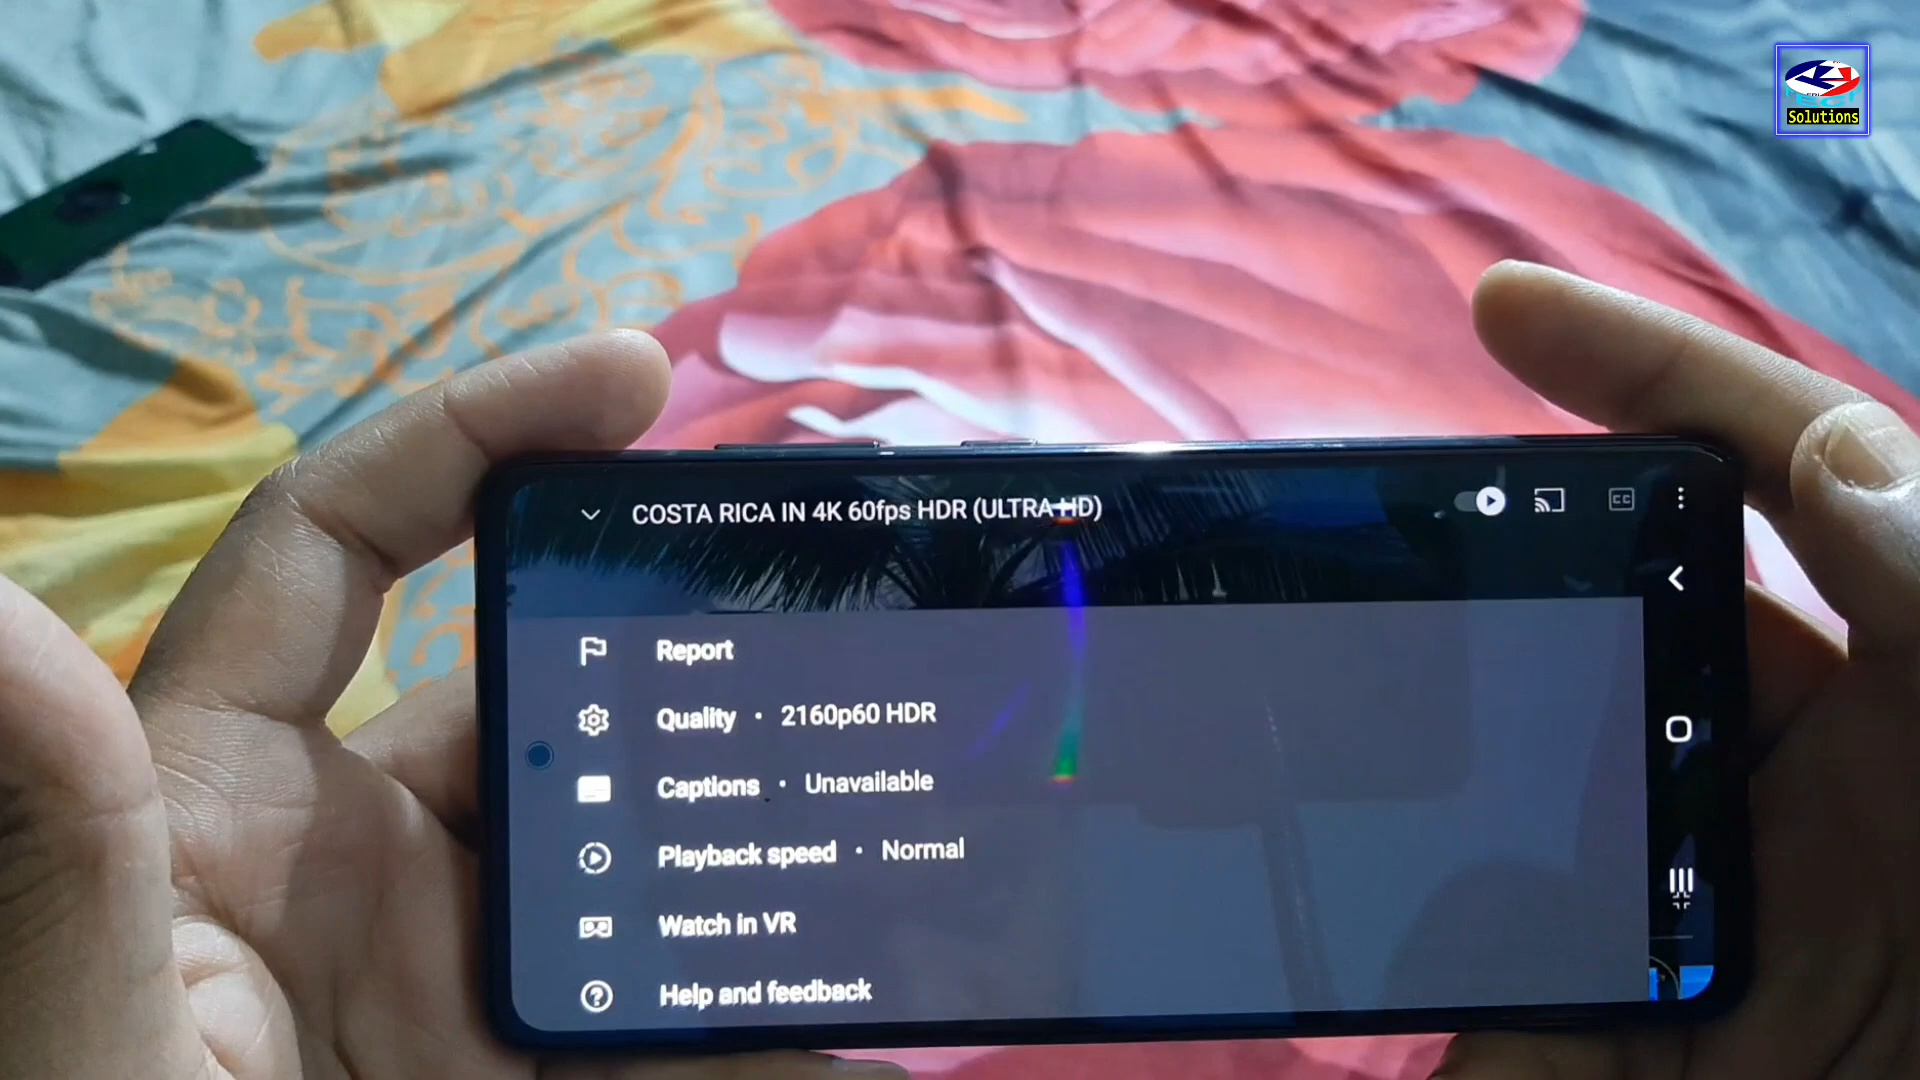 Solutions
COSTA RICA IN 4K 60fps HDR (ULTRA HD)
CC
Report
Quality • 2160p60 HDR
Captions • Unavailable
Playback speed • Normal
Watch in VR
Help and feedback